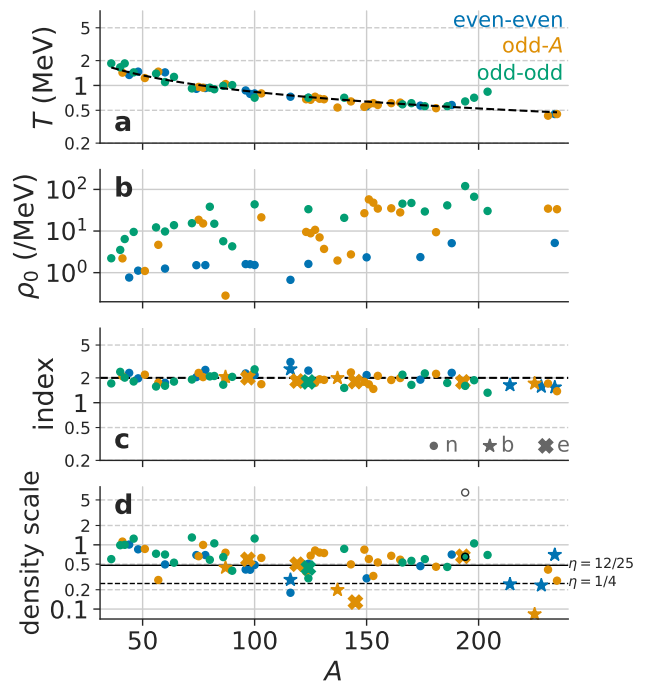 T (MeV)
5
2
1
0.5
0.2
even-even
odd-A
odd-odd
a
ρ₀ (/MeV)
10²
10¹
10⁰
b
index
5
2
1
0.5
0.2
c
n
b
e
density scale
5
2
1
0.5
0.2
0.1
d
η = 12/25
η = 1/4
50
100
150
200
A